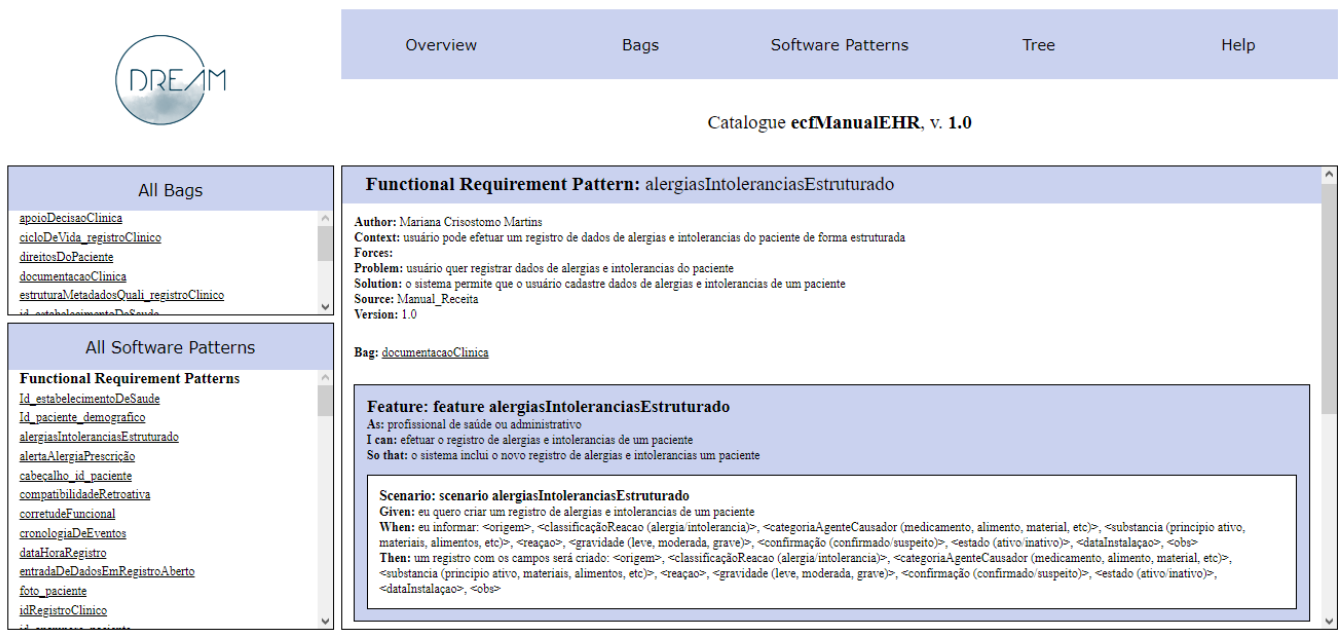 DREAM
Overview Bags Software Patterns Tree Help
Catalogue ecfManualEHR, v. 1.0
All Bags
apoioDecisaoClinica
cicloDeVida_registroClinico
direitosDoPaciente
documentacaoClinica
estruturaMetadadosQuali_registroClinico
id_estabelecimentoDeSaude
All Software Patterns
Functional Requirement Patterns
Id_estabelecimentoDeSaude
Id_paciente_demografico
alergiasIntoleranciasEstruturado
alertaAlergiaPrescrição
cabeçalho_id_paciente
compatibilidadeRetroativa
corretudeFuncional
cronologiaDeEventos
dataHoraRegistro
entradaDeDadosEmRegistroAberto
foto_paciente
idRegistroClinico
Functional Requirement Pattern: alergiasIntoleranciasEstruturado
Author: Mariana Crisostomo Martins
Context: usuário pode efetuar um registro de dados de alergias e intolerancias do paciente de forma estruturada
Forces:
Problem: usuário quer registrar dados de alergias e intolerancias do paciente
Solution: o sistema permite que o usuário cadastre dados de alergias e intolerancias de um paciente
Source: Manual_Receita
Version: 1.0
Bag: documentacaoClinica
Feature: feature alergiasIntoleranciasEstruturado
As: profissional de saúde ou administrativo
I can: efetuar o registro de alergias e intolerancias de um paciente
So that: o sistema inclui o novo registro de alergias e intolerancias um paciente
Scenario: scenario alergiasIntoleranciasEstruturado
Given: eu quero criar um registro de alergias e intolerancias de um paciente
When: eu informar: <origem>, <classificaçãoReacao (alergia/intolerancia)>, <categoriaAgenteCausador (medicamento, alimento, material, etc)>, <substancia (principio ativo,
materiais, alimentos, etc)>, <reaçao>, <gravidade (leve, moderada, grave)>, <confirmação (confirmado/suspeito)>, <estado (ativo/inativo)>, <dataInstalaçao>, <obs>
Then: um registro com os campos será criado: <origem>, <classificaçãoReacao (alergia/intolerancia)>, <categoriaAgenteCausador (medicamento, alimento, material, etc)>,
<substancia (principio ativo, materiais, alimentos, etc)>, <reaçao>, <gravidade (leve, moderada, grave)>, <confirmação (confirmado/suspeito)>, <estado (ativo/inativo)>,
<dataInstalaçao>, <obs>